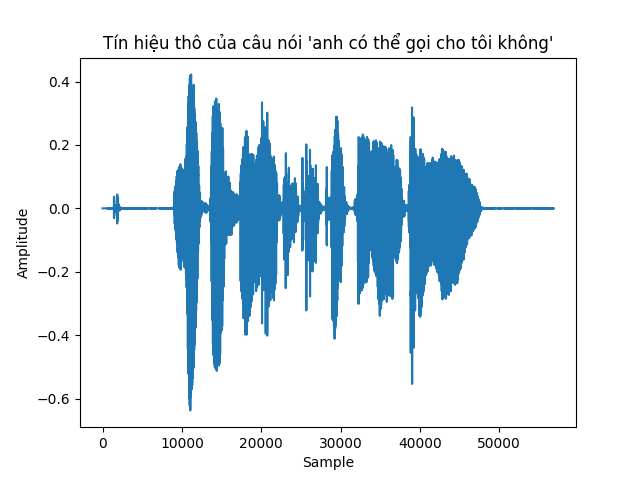 Tín hiệu thô của câu nói 'anh có thể gọi cho tôi không'
0.4
0.2
0.0
−0.2
−0.4
−0.6
Amplitude
0 10000 20000 30000 40000 50000
Sample